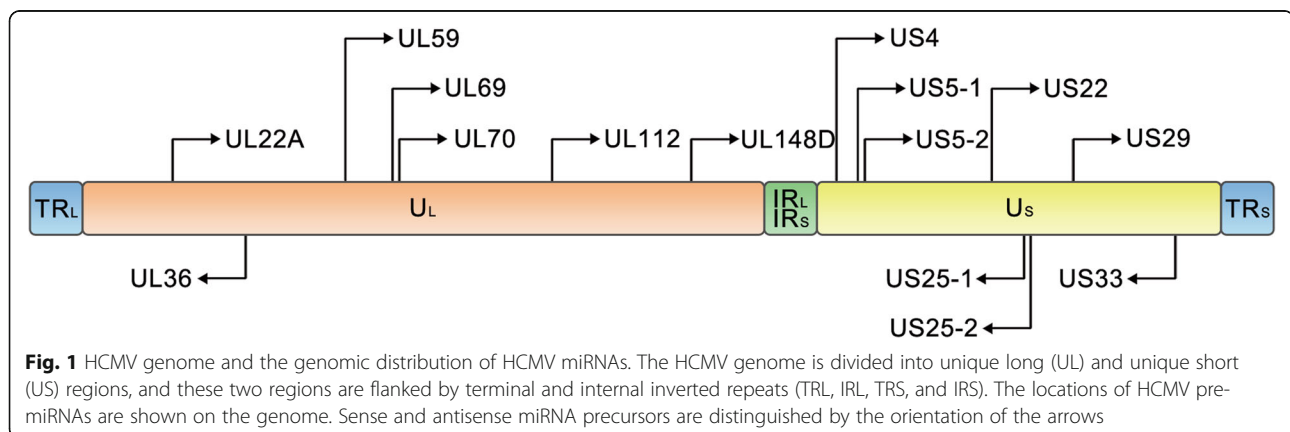 UL59
US4
UL69
US5-1
US22
UL22A
UL70
UL112
UL148D
US5-2
US29
TRL
UL
IRL
IRS
US
TRS
UL36
US25-1
US33
US25-2
Fig. 1 HCMV genome and the genomic distribution of HCMV miRNAs. The HCMV genome is divided into unique long (UL) and unique short
(US) regions, and these two regions are flanked by terminal and internal inverted repeats (TRL, IRL, TRS, and IRS). The locations of HCMV pre-
miRNAs are shown on the genome. Sense and antisense miRNA precursors are distinguished by the orientation of the arrows